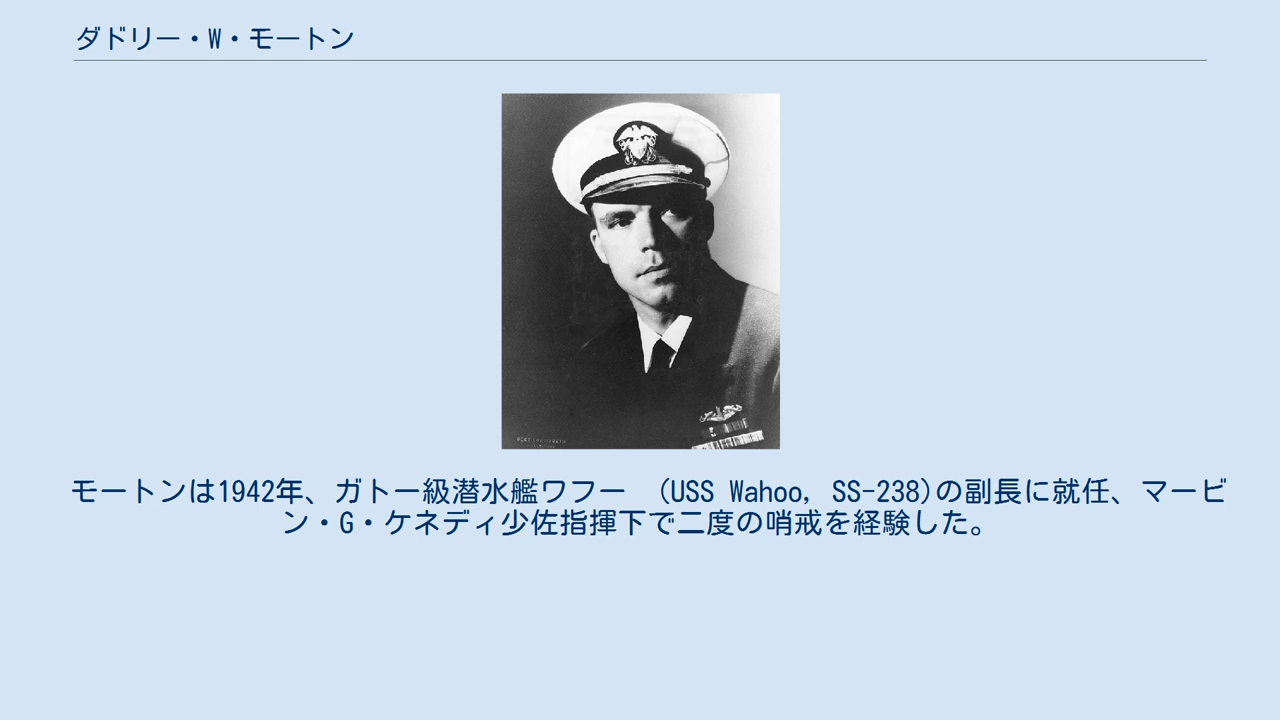 ダドリー・W・モートン
モートンは1942年、ガトー級潜水艦ワフー （USS Wahoo, SS-238)の副長に就任、マービ
ン・G・ケネディ少佐指揮下で二度の哨戒を経験した。